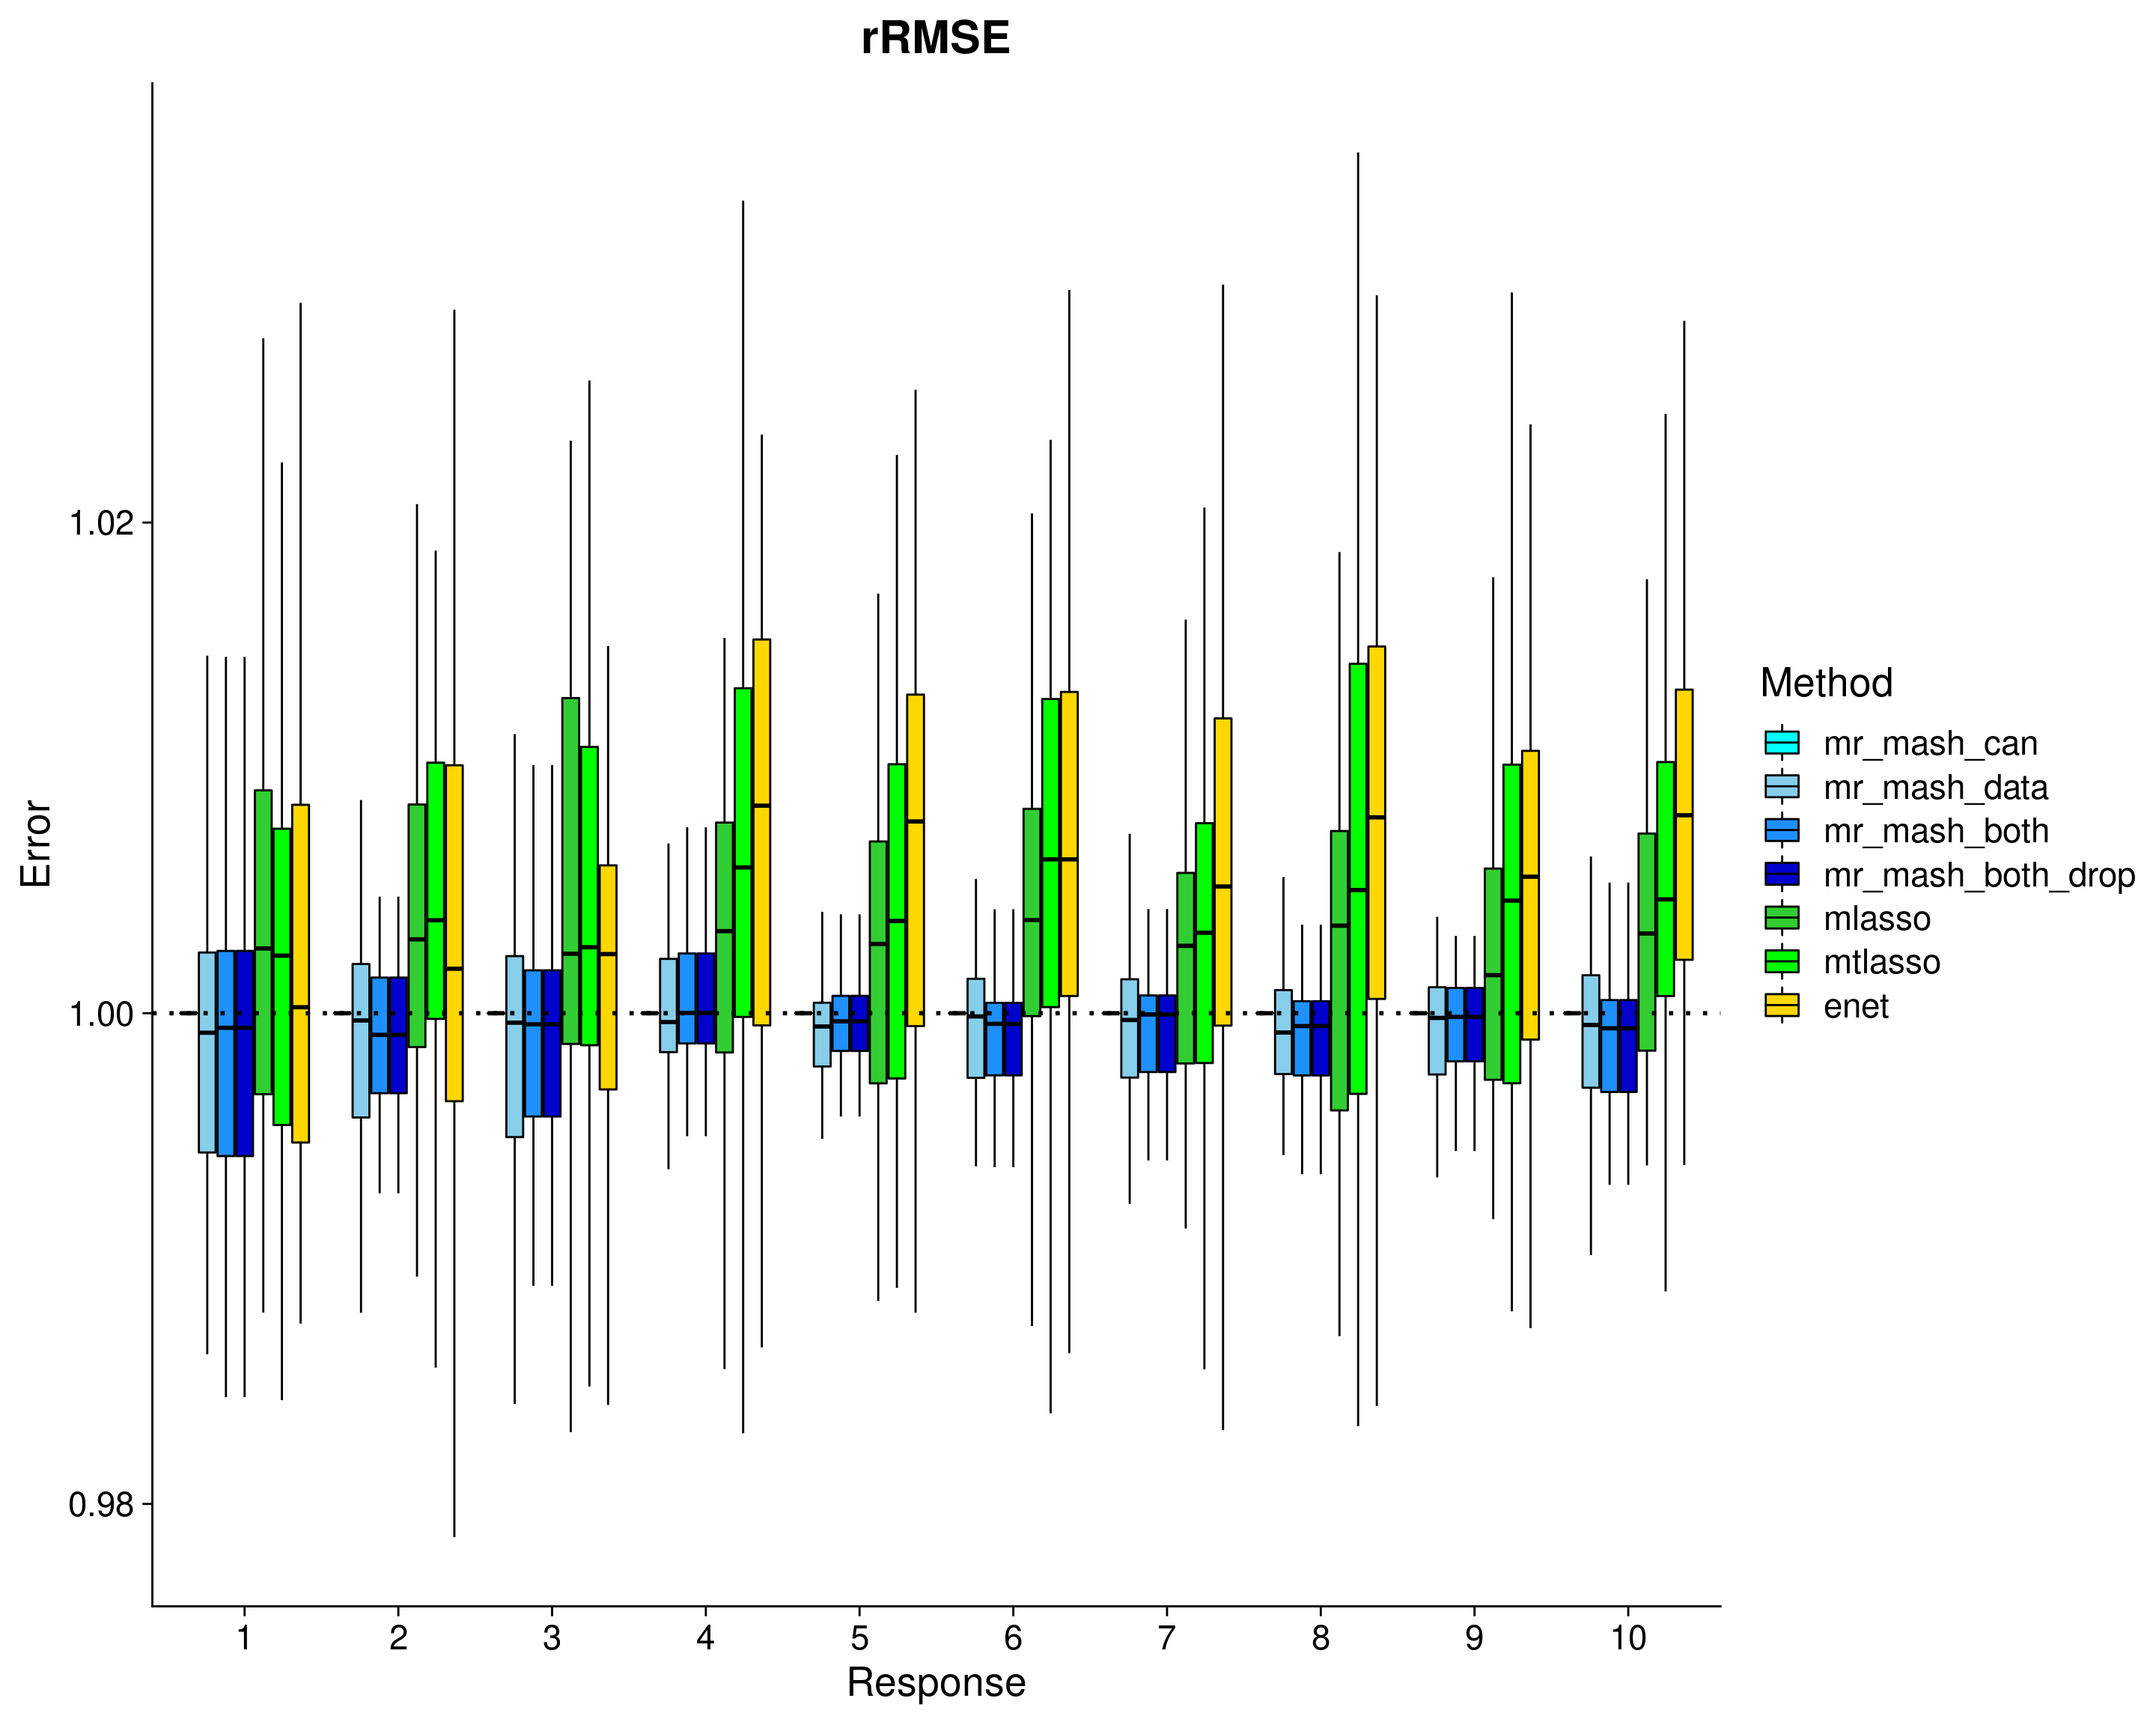 rRMSE
Error
1.02
1.00
0.98
1
2
3
4
5
6
7
8
9
10
Response
Method
mr_mash_can
mr_mash_data
mr_mash_both
mr_mash_both_drop
mlasso
mtlasso
enet